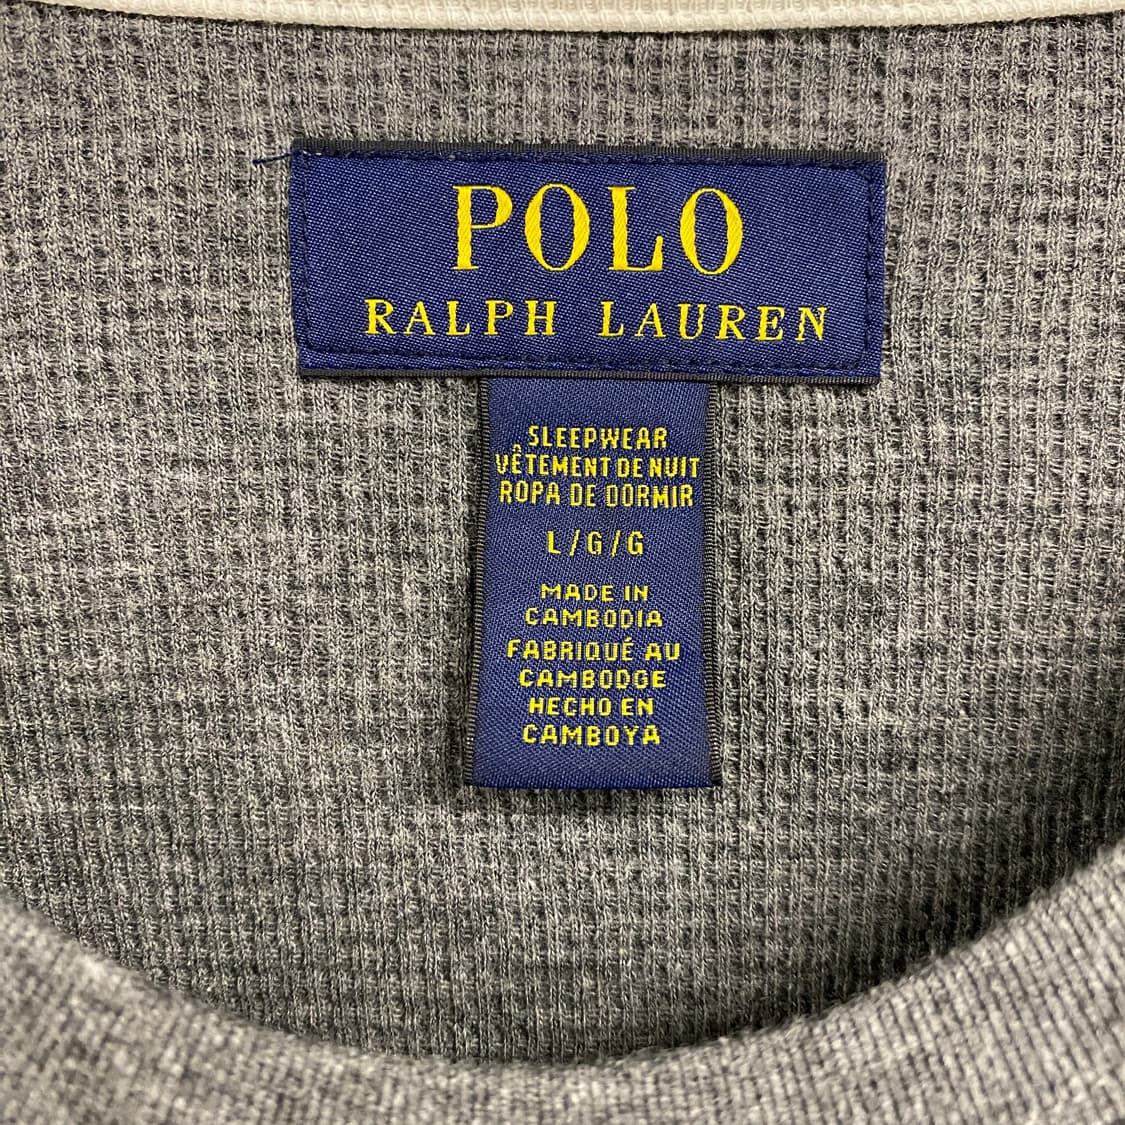 POLO
RALPH LAUREN
SLEEPWEAR
VÊTEMENT DE NUIT
ROPA DE DORMIR
L/G/G
MADE IN
CAMBODIA
FABRIQUÉ AU
CAMBODGE
HECHO EN
CAMBOYA